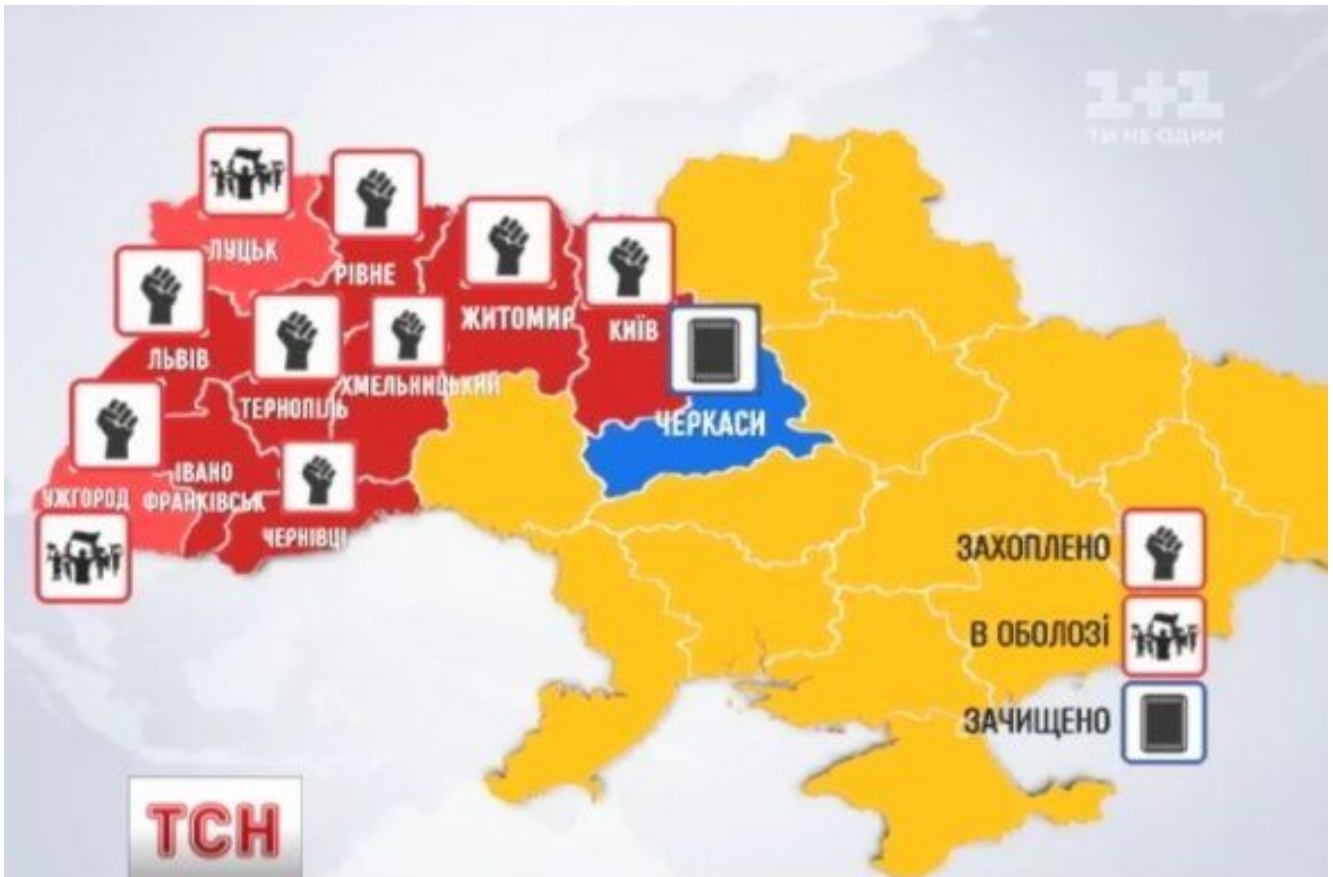 1+1
ТИ НЕ ОДИН
ЛУЦЬК
РІВНЕ
ЖИТОМИР
КИЇВ
ЛЬВІВ
ТЕРНОПІЛЬ
ХМЕЛЬНИЦЬКИЙ
ЧЕРКАСИ
УЖГОРОД
ІВАНО
ФРАНКІВСЬК
ЧЕРНІВЦІ
ЗАХОПЛЕНО
В ОБОЛОЗІ
ЗАЧИЩЕНО
ТСН